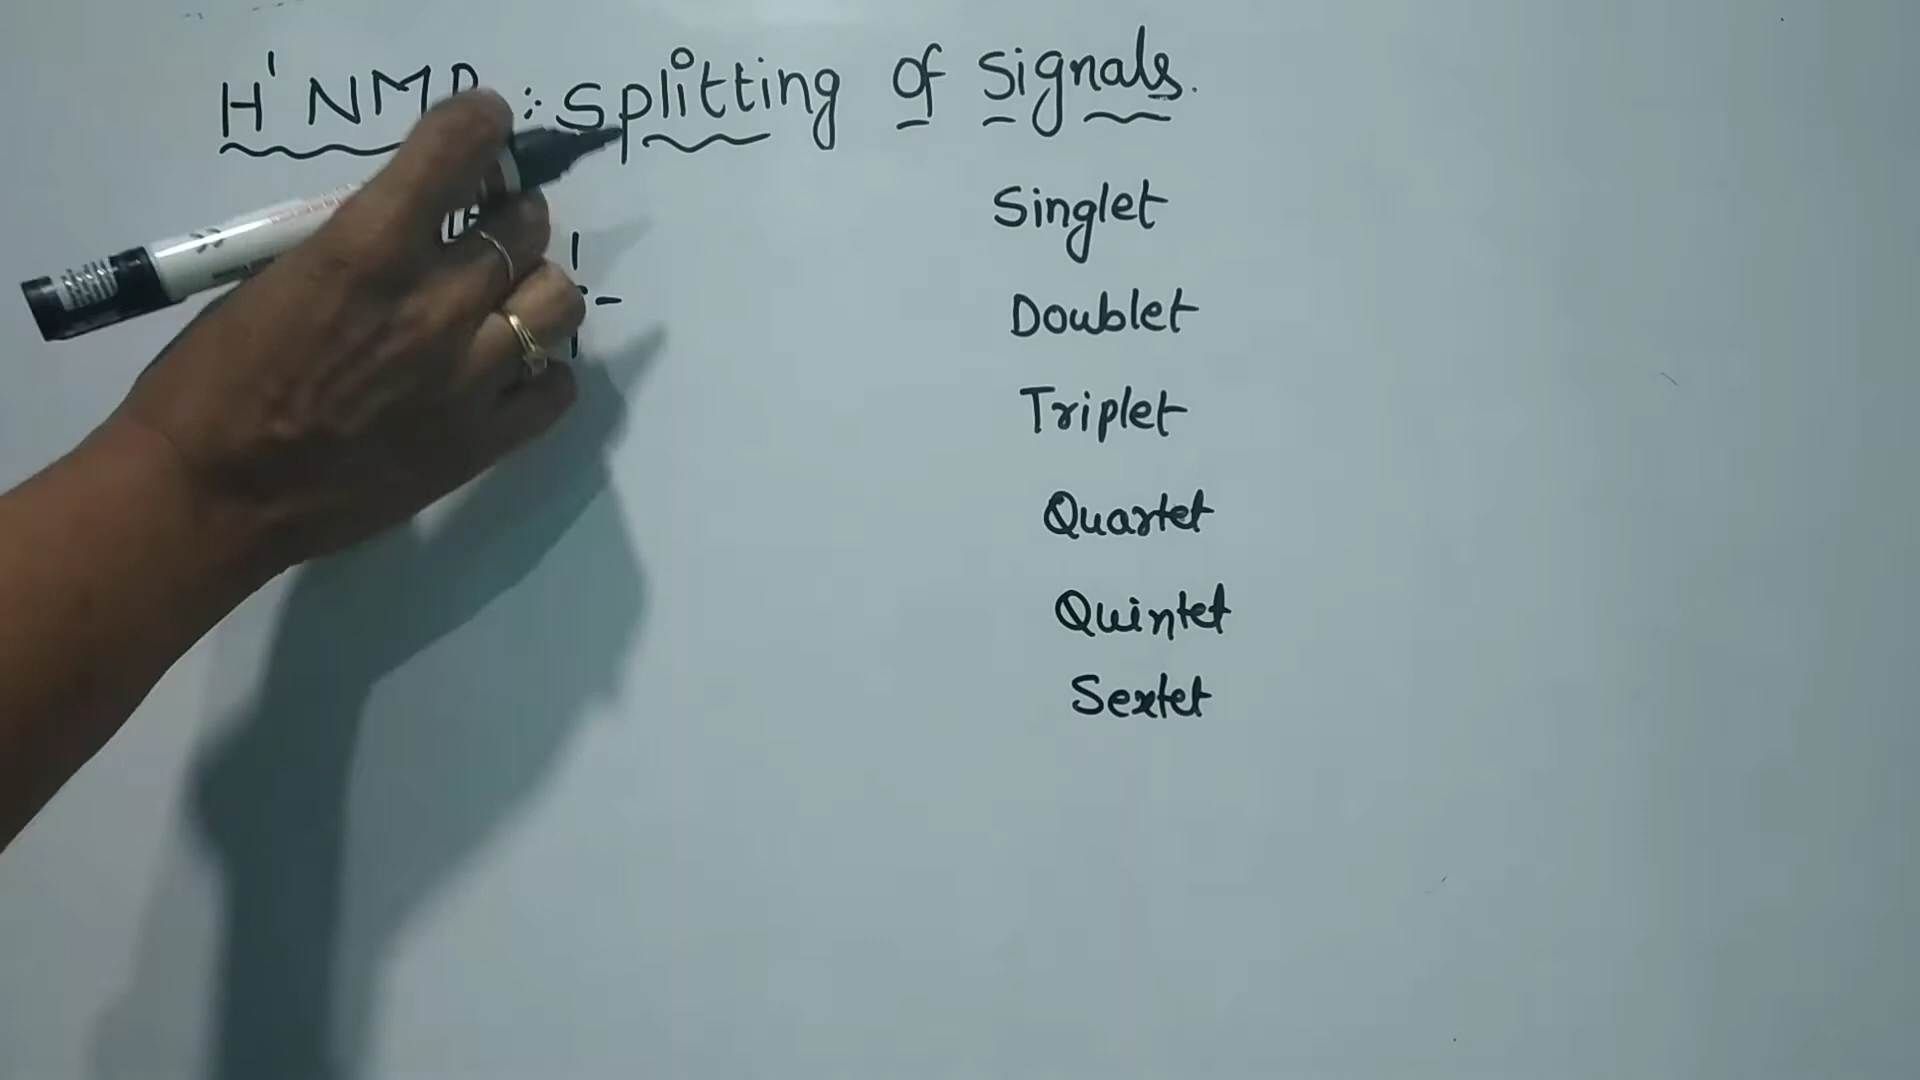 H' NMR : Splitting of Signals.
Singlet
Doublet
Triplet
Quartet
Quintet
Sextet